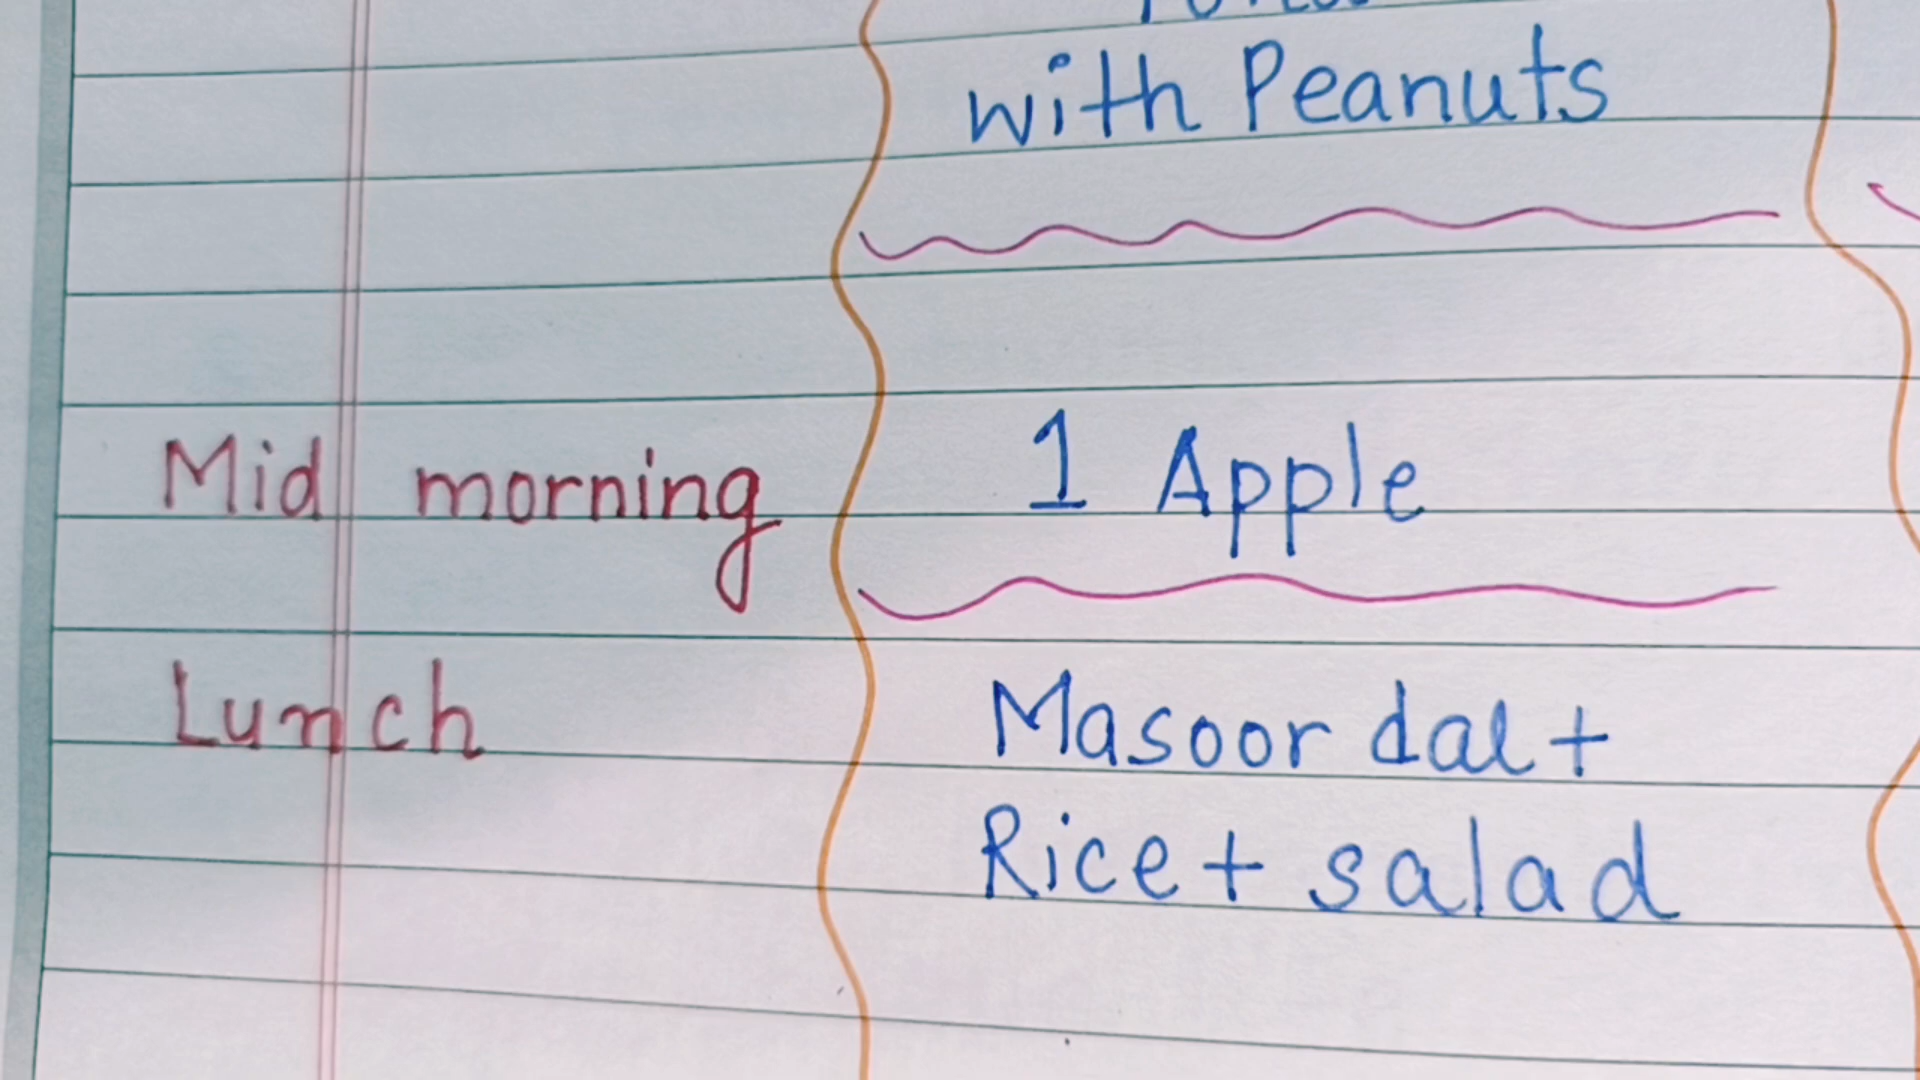 with Peanuts
Mid morning 1 Apple
Lunch Masoor dal +
Rice + salad